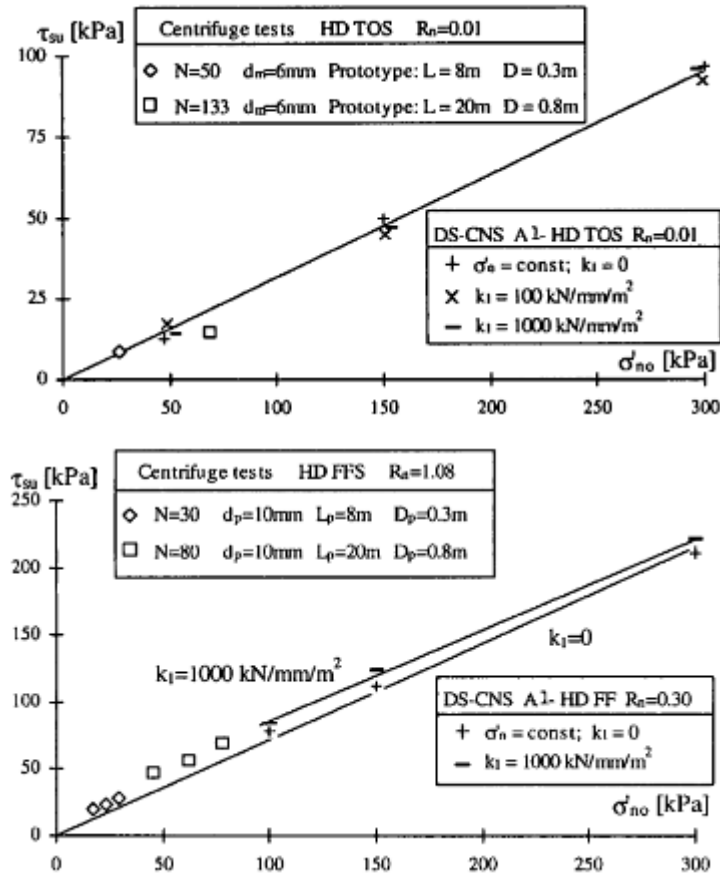 τsu [kPa]
Centrifuge tests HD TOS Rn=0.01
◇ N=50 dm=6mm Prototype: L = 8m D = 0.3m
□ N=133 dm=6mm Prototype: L = 20m D = 0.8m
100
75
50
25
0
DS-CNS A1- HD TOS Rn=0.01
+ σ'n = const; k1 = 0
× k1 = 100 kN/mm/m²
– k1 = 1000 kN/mm/m²
σ'no [kPa]
0 50 100 150 200 250 300
τsu [kPa]
Centrifuge tests HD FFS Rn=1.08
◇ N=30 dp=10mm Lp=8m Dp=0.3m
□ N=80 dp=10mm Lp=20m Dp=0.8m
250
200
150
100
50
0
k1=1000 kN/mm/m²
k1=0
DS-CNS A1- HD FF Rn=0.30
+ σ'n = const; k1 = 0
– k1 = 1000 kN/mm/m²
σ'no [kPa]
0 50 100 150 200 250 300